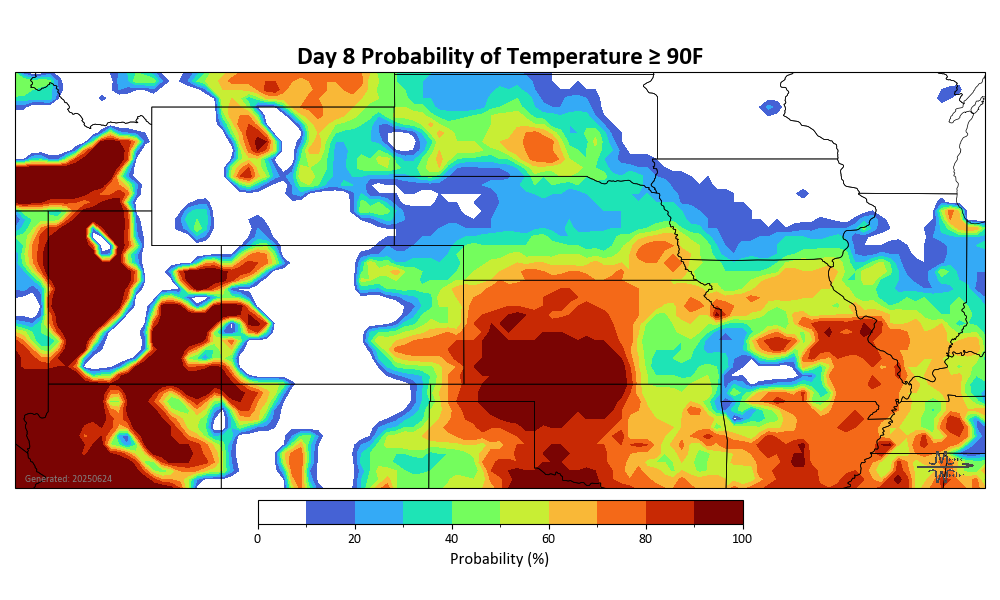 Day 8 Probability of Temperature ≥ 90F
Generated: 20250624
0 20 40 60 80 100
Probability (%)